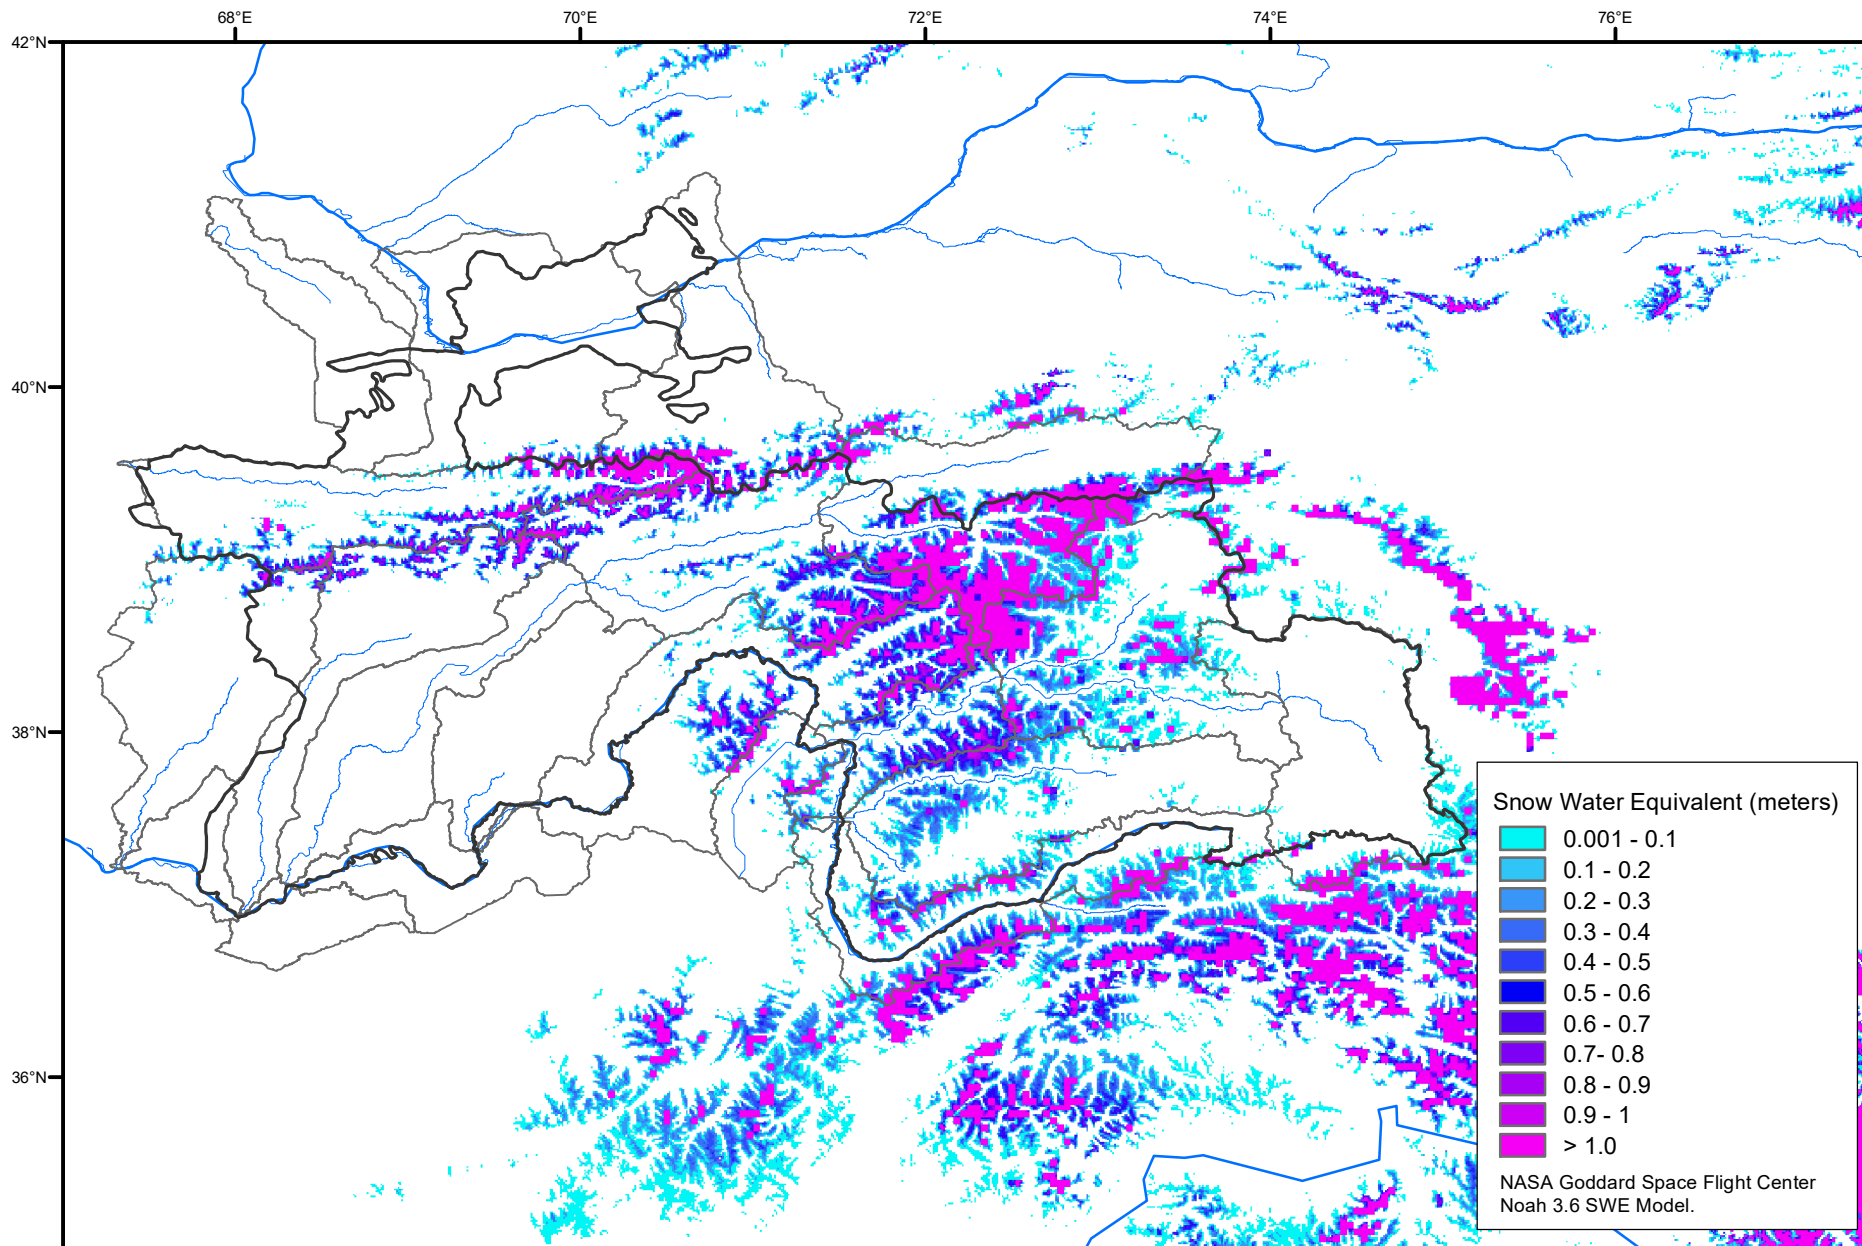 68°E 70°E 72°E 74°E 76°E
42°N
40°N
38°N
36°N
Snow Water Equivalent (meters)
0.001 - 0.1
0.1 - 0.2
0.2 - 0.3
0.3 - 0.4
0.4 - 0.5
0.5 - 0.6
0.6 - 0.7
0.7- 0.8
0.8 - 0.9
0.9 - 1
> 1.0
NASA Goddard Space Flight Center
Noah 3.6 SWE Model.